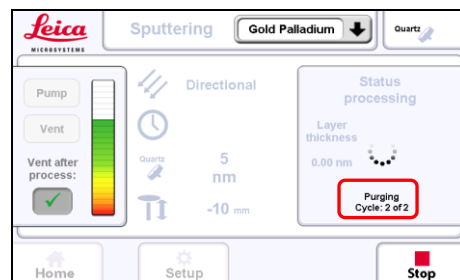 Leica
MICROSYSTEMS
Sputtering
Gold Palladium
Quartz
Pump
Vent
Vent after
process:
Directional
Quartz
5
nm
-10 mm
Status
processing
Layer
thickness
0.00 nm
Purging
Cycle: 2 of 2
Home
Setup
Stop